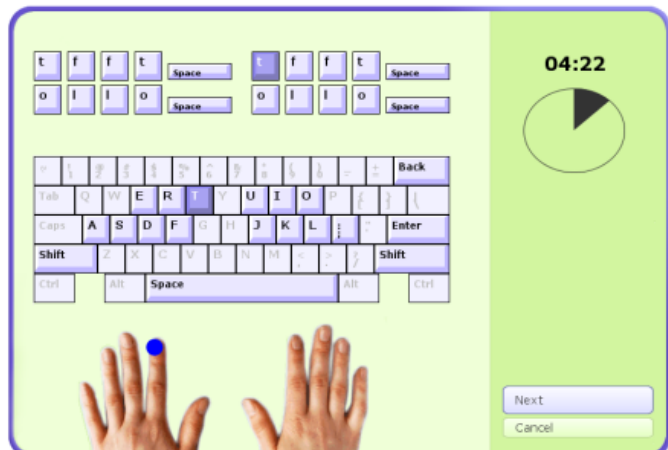 t f f t Space t f f t Space
o l l o Space o l l o Space
04:22
Back
Tab Q W E R T Y U I O P { [ } ]
Caps A S D F G H J K L : ; Enter
Shift Z X C V B N M < , > . ? / Shift
Ctrl Alt Space Alt Ctrl
Next
Cancel